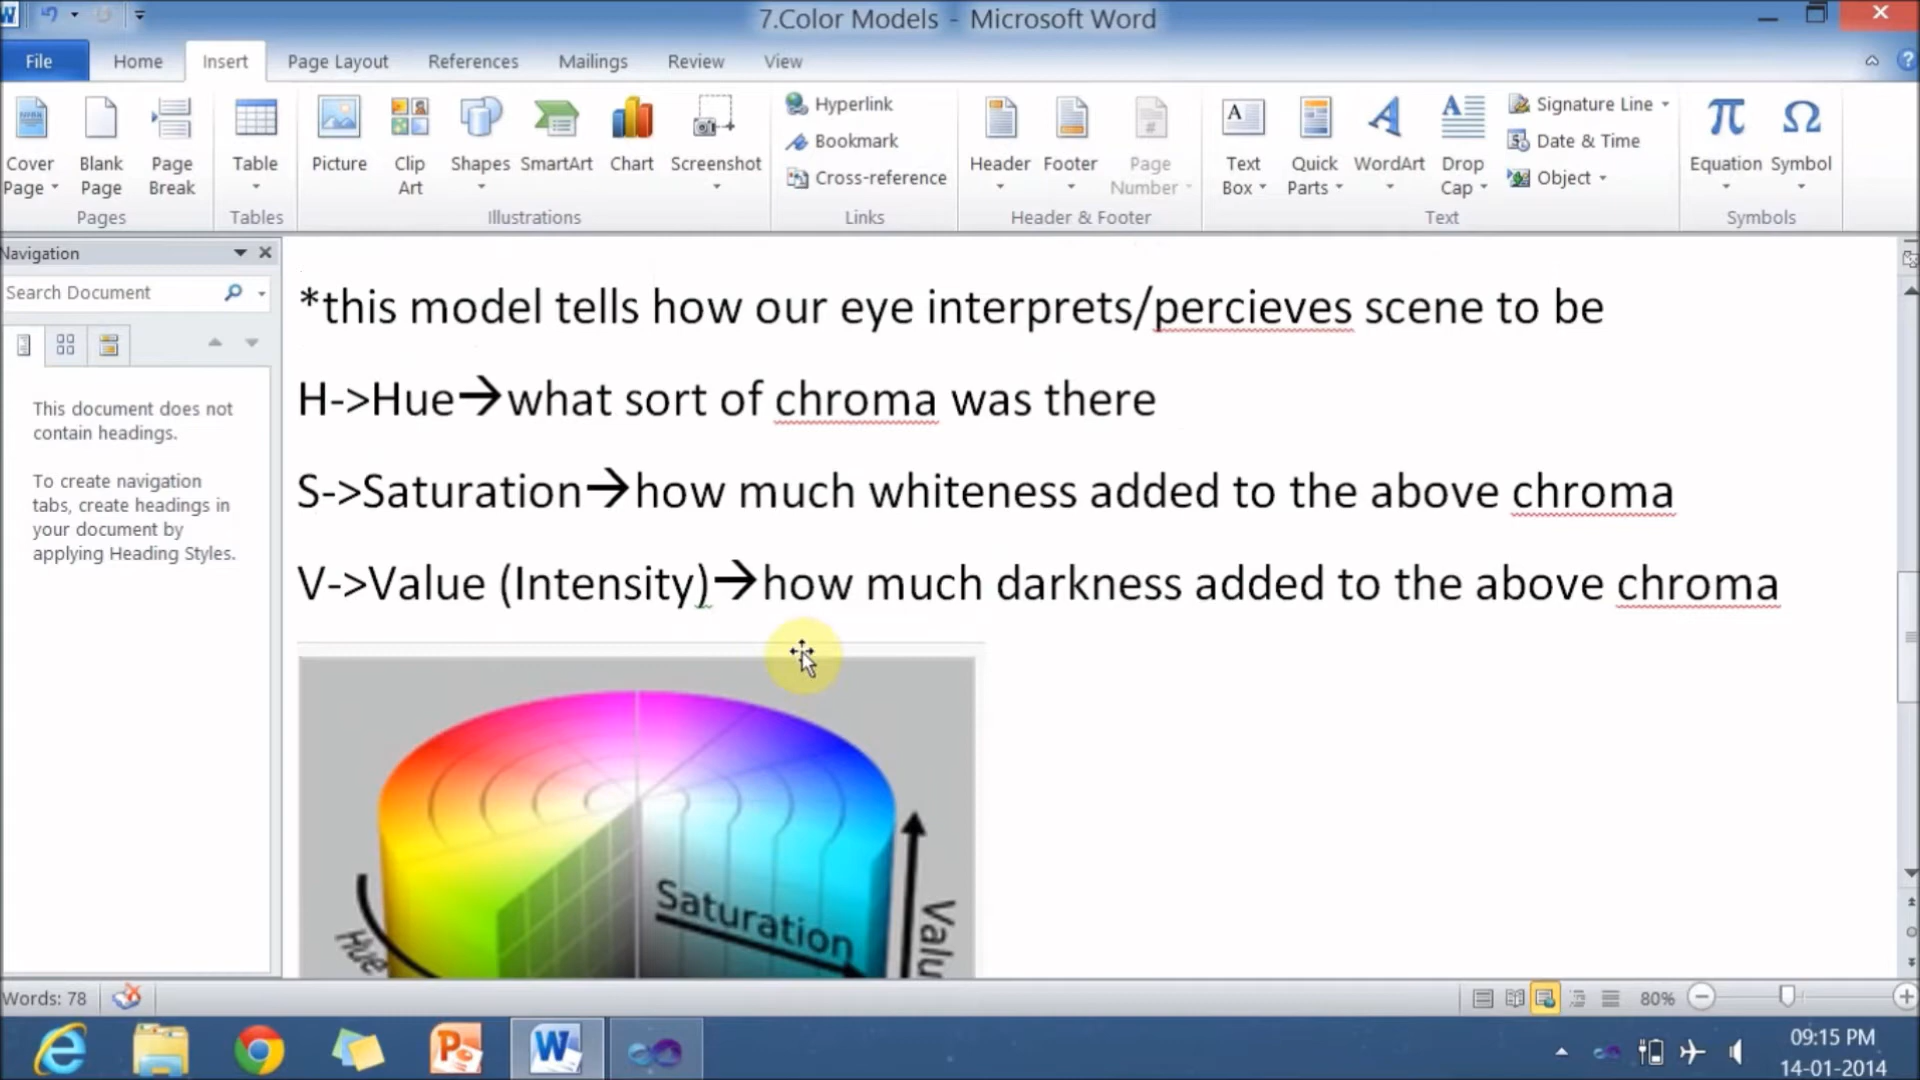 7.Color Models - Microsoft Word
File Home Insert Page Layout References Mailings Review View
Cover Page
Blank Page
Page Break
Table
Picture
Clip Art
Shapes
SmartArt
Chart
Screenshot
Hyperlink
Bookmark
Cross-reference
Header
Footer
Page Number
Text Box
Quick Parts
WordArt
Drop Cap
Signature Line
Date & Time
Object
Equation
Symbol
Pages Tables Illustrations Links Header & Footer Text Symbols
Navigation
Search Document
This document does not
contain headings.
To create navigation
tabs, create headings in
your document by
applying Heading Styles.
*this model tells how our eye interprets/percieves scene to be
H->Hue→what sort of chroma was there
S->Saturation→how much whiteness added to the above chroma
V->Value (Intensity)→how much darkness added to the above chroma
Saturation
Hue
Valu
Words: 78
80%
09:15 PM
14-01-2014